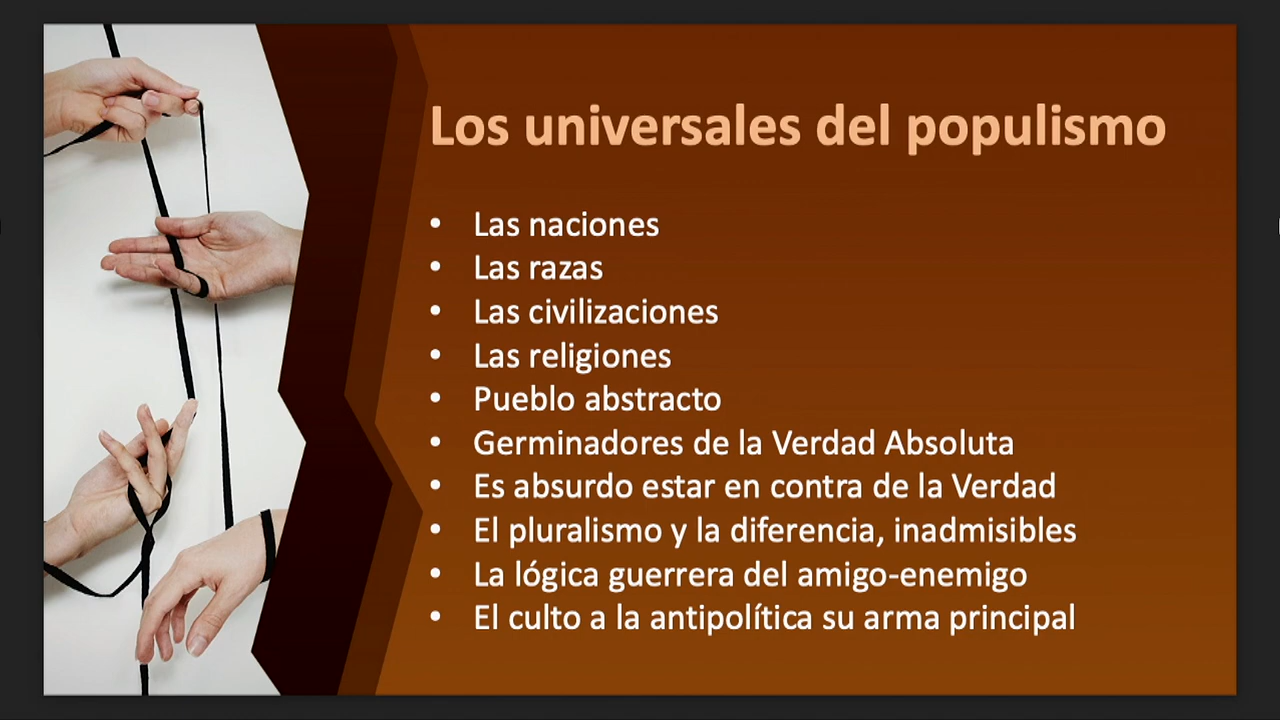 Los universales del populismo
• Las naciones
• Las razas
• Las civilizaciones
• Las religiones
• Pueblo abstracto
• Germinadores de la Verdad Absoluta
• Es absurdo estar en contra de la Verdad
• El pluralismo y la diferencia, inadmisibles
• La lógica guerrera del amigo-enemigo
• El culto a la antipolítica su arma principal